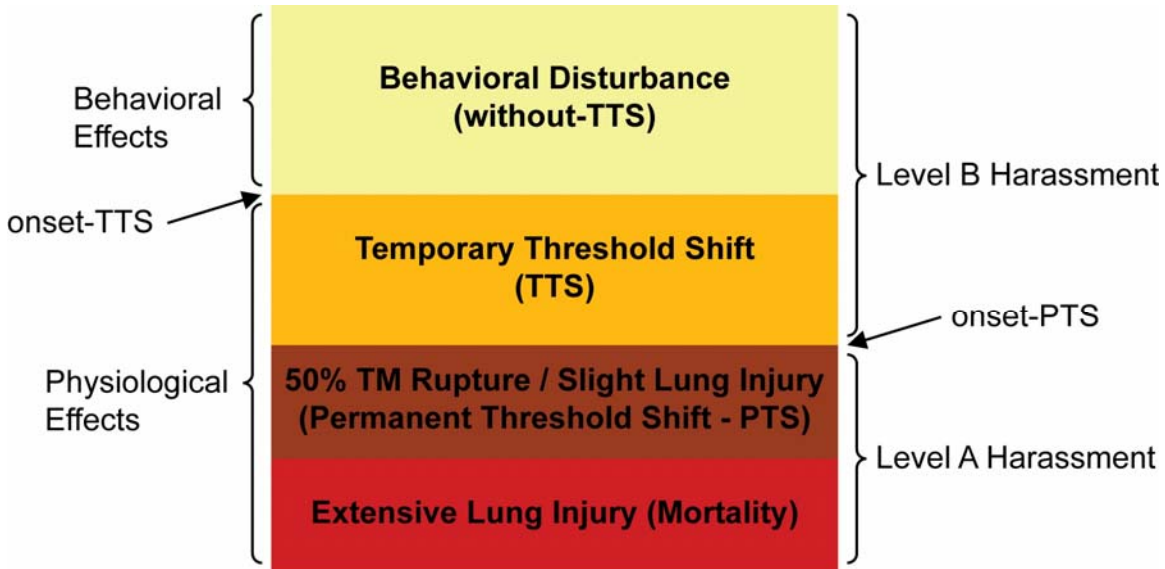 Behavioral Disturbance
(without-TTS)
Behavioral
Effects
Level B Harassment
onset-TTS
Temporary Threshold Shift
(TTS)
onset-PTS
Physiological
Effects
50% TM Rupture / Slight Lung Injury
(Permanent Threshold Shift - PTS)
Level A Harassment
Extensive Lung Injury (Mortality)